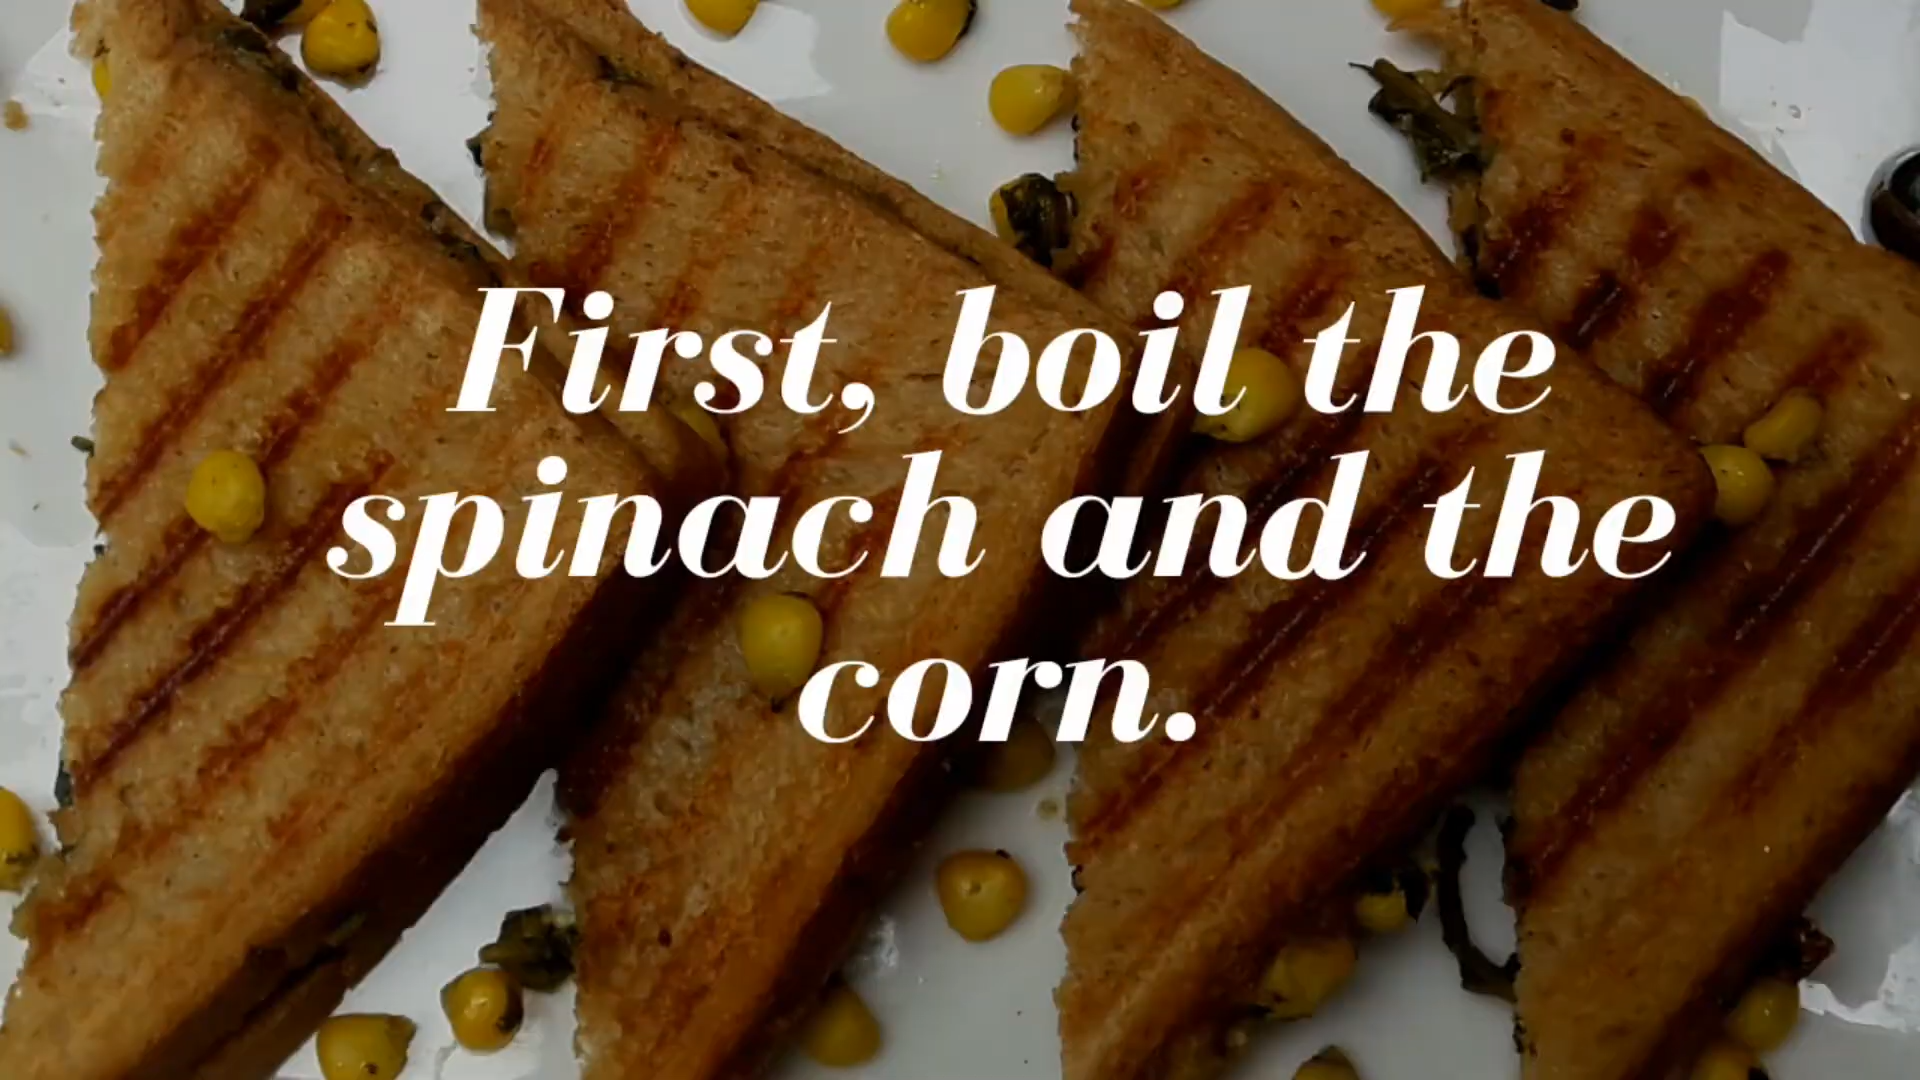 First, boil the
spinach and the
corn.